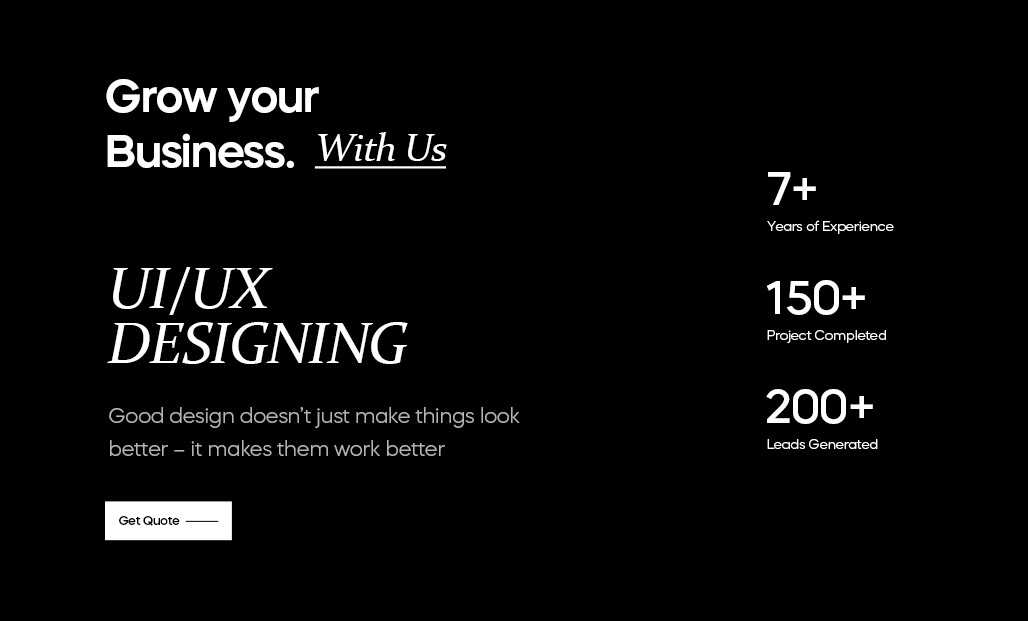 Grow your
Business. With Us
UI/UX
DESIGNING
Good design doesn't just make things look
better – it makes them work better
Get Quote
7+
Years of Experience
150+
Project Completed
200+
Leads Generated